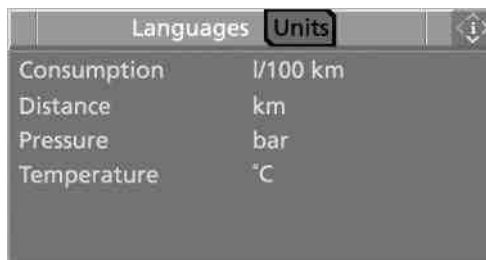 Languages Units
Consumption l/100 km
Distance km
Pressure bar
Temperature °C